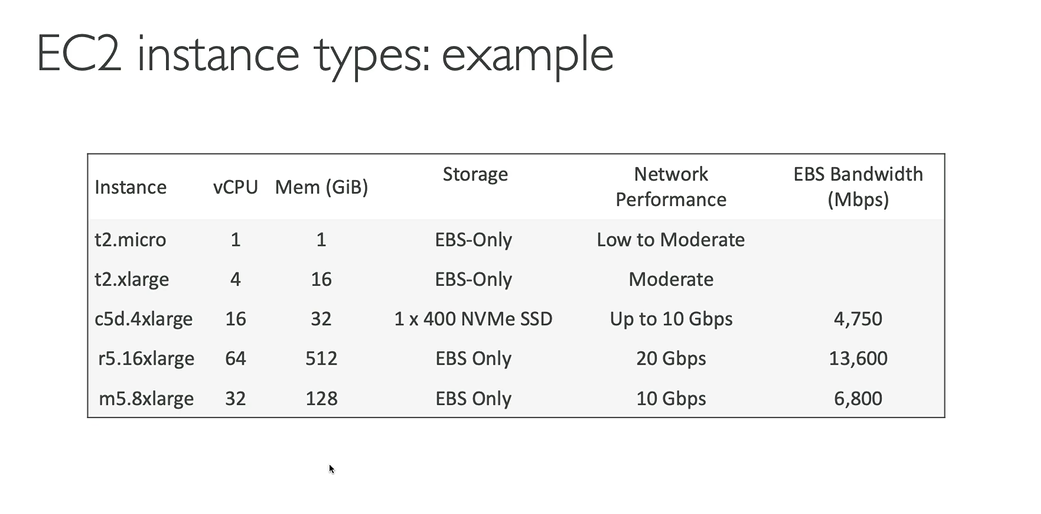 EC2 instance types: example
Instance vCPU Mem (GiB) Storage Network Performance EBS Bandwidth (Mbps)
t2.micro 1 1 EBS-Only Low to Moderate
t2.xlarge 4 16 EBS-Only Moderate
c5d.4xlarge 16 32 1 x 400 NVMe SSD Up to 10 Gbps 4,750
r5.16xlarge 64 512 EBS Only 20 Gbps 13,600
m5.8xlarge 32 128 EBS Only 10 Gbps 6,800